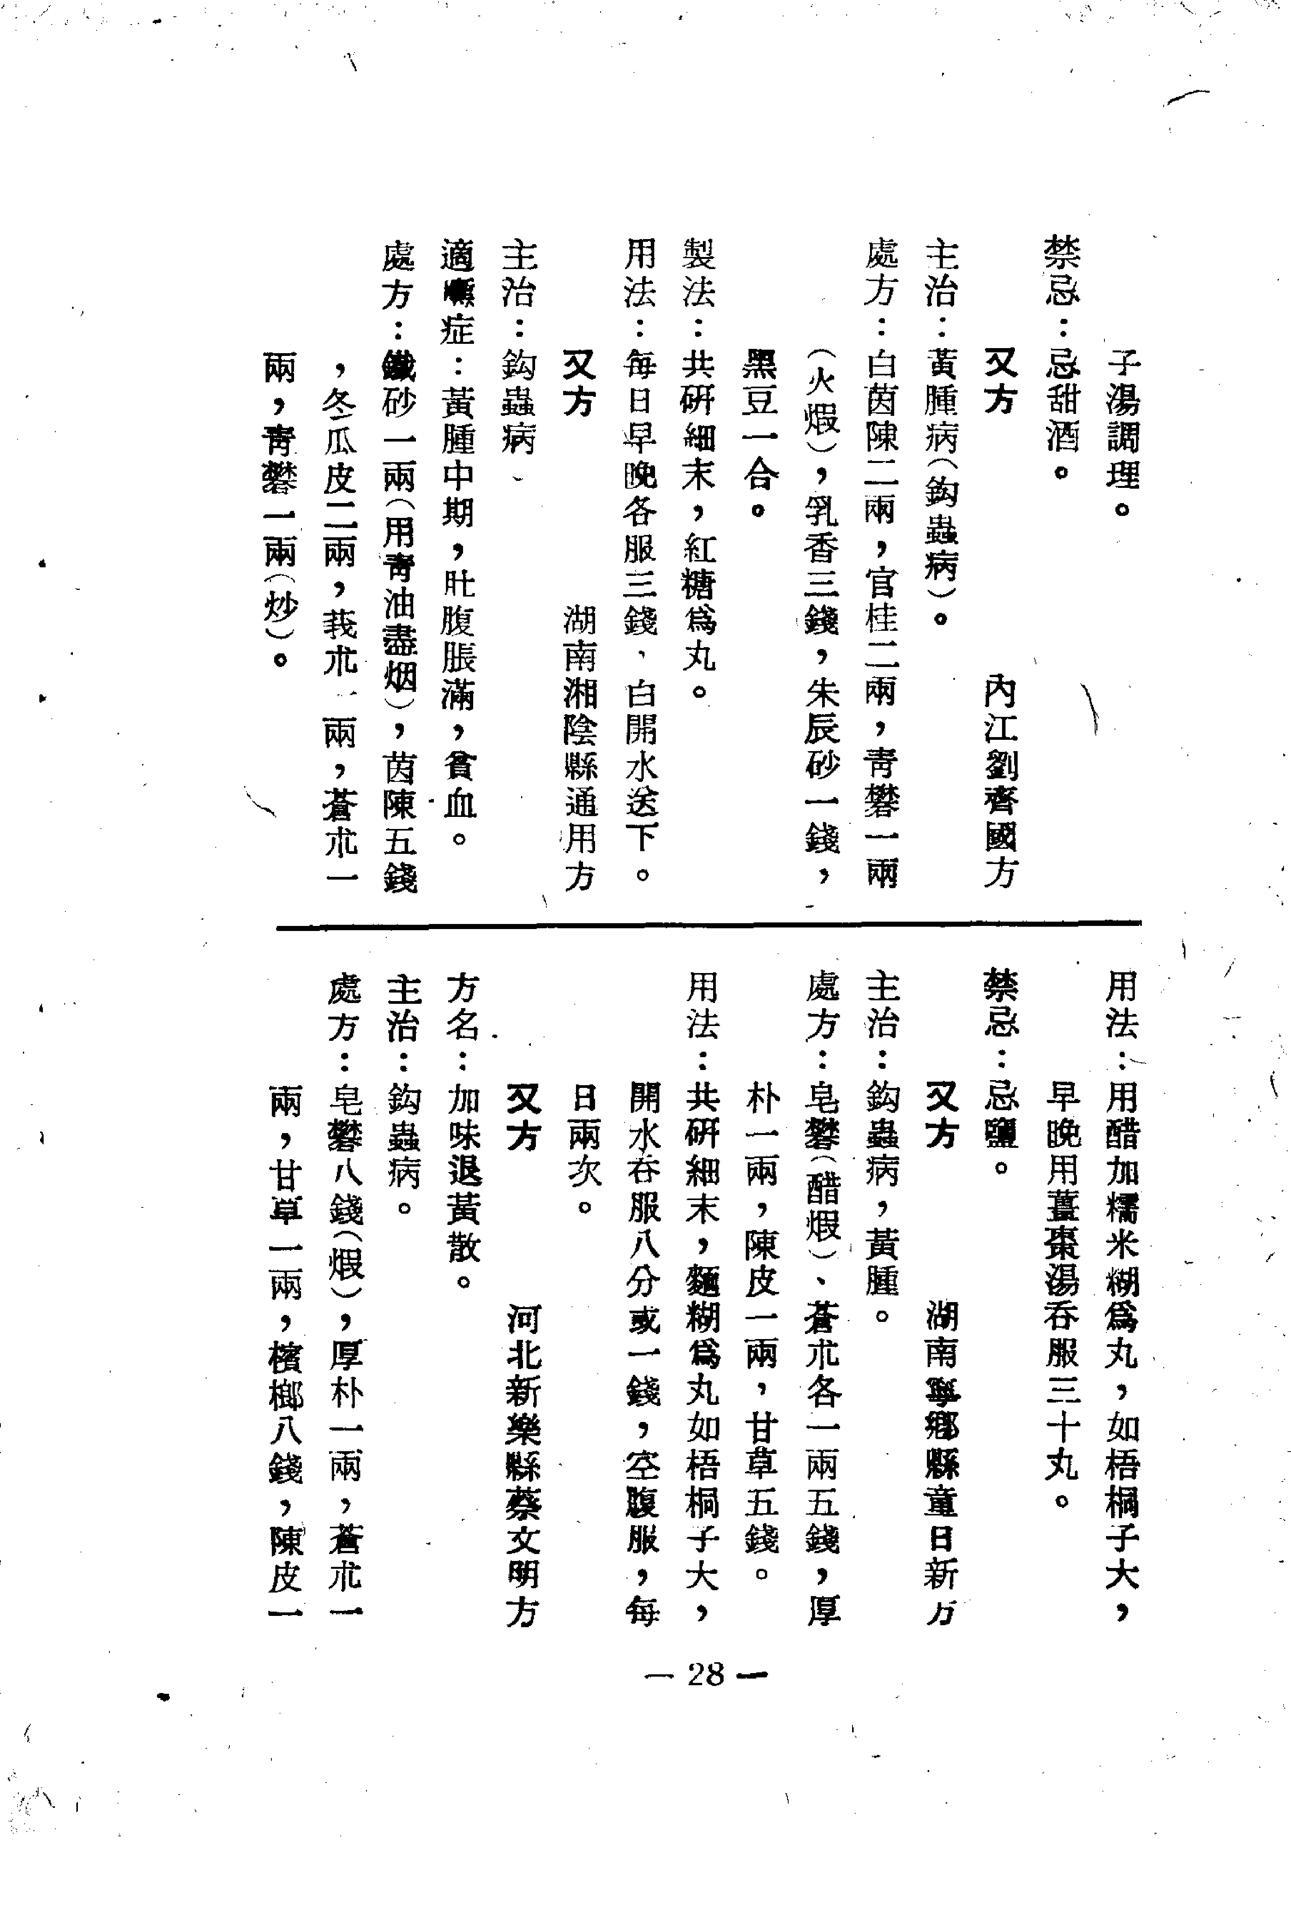 子湯調理。
禁忌：忌甜酒。
又方　內江劉齊國方
主治：黃腫病（鈎蟲病）。
處方：白茵陳二兩，官桂二兩，青礬一兩
（火煆），乳香三錢，朱辰砂一錢，
黑豆一合。
製法：共研細末，紅糖爲丸。
用法：每日早晚各服三錢，白開水送下。
又方　湖南湘陰縣通用方
主治：鈎蟲病
適應症：黃腫中期，肚腹脹滿，貧血。
處方：鐵砂一兩（用青油盡烟），茵陳五錢
，冬瓜皮二兩，莪朮一兩，蒼朮一
兩，青礬一兩（炒）。
用法：用醋加糯米糊爲丸，如梧桐子大，
早晚用薑棗湯吞服三十丸。
禁忌：忌鹽。
又方　湖南寧鄉縣童日新方
主治：鈎蟲病，黃腫。
處方：皂礬（醋煆）、蒼朮各一兩五錢，厚
朴一兩，陳皮一兩，甘草五錢。
用法：共研細末，麵糊爲丸如梧桐子大，
開水吞服八分或一錢，空腹服，每
日兩次。
又方　河北新樂縣蔡文明方
方名：加味退黃散。
主治：鈎蟲病。
處方：皂礬八錢（煆），厚朴一兩，蒼朮一
兩，甘草一兩，檳榔八錢，陳皮一
— 28 —